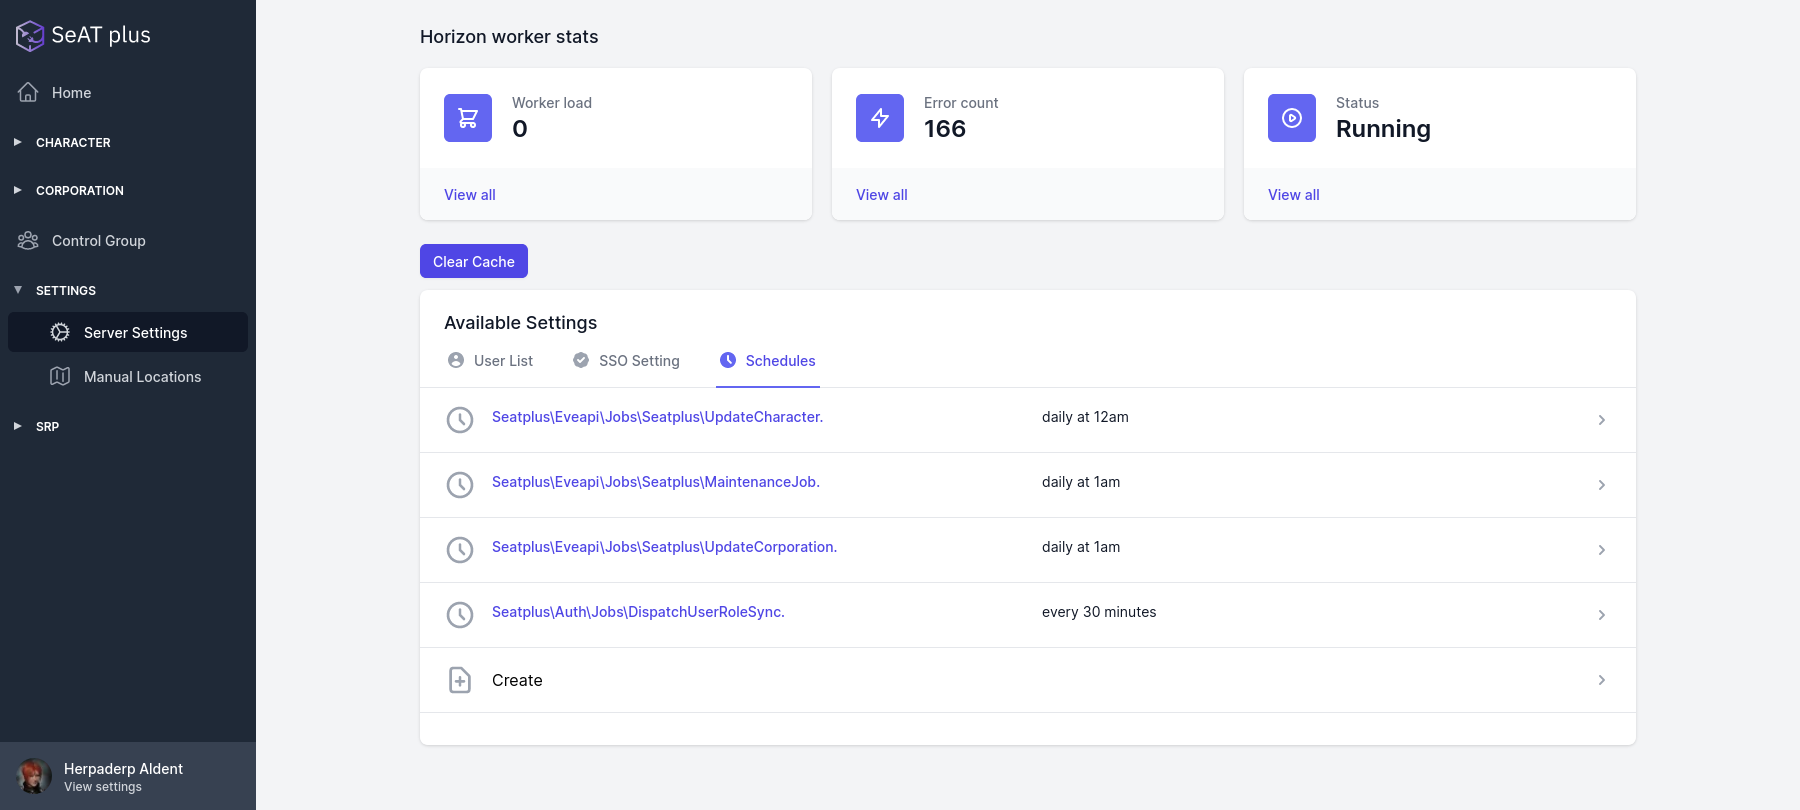 SeAT plus
Home
CHARACTER
CORPORATION
Control Group
SETTINGS
Server Settings
Manual Locations
SRP
Herpaderp Aldent
View settings
Horizon worker stats
Worker load
0
View all
Error count
166
View all
Status
Running
View all
Clear Cache
Available Settings
User List SSO Setting Schedules
Seatplus\Eveapi\Jobs\Seatplus\UpdateCharacter. daily at 12am
Seatplus\Eveapi\Jobs\Seatplus\MaintenanceJob. daily at 1am
Seatplus\Eveapi\Jobs\Seatplus\UpdateCorporation. daily at 1am
Seatplus\Auth\Jobs\DispatchUserRoleSync. every 30 minutes
Create